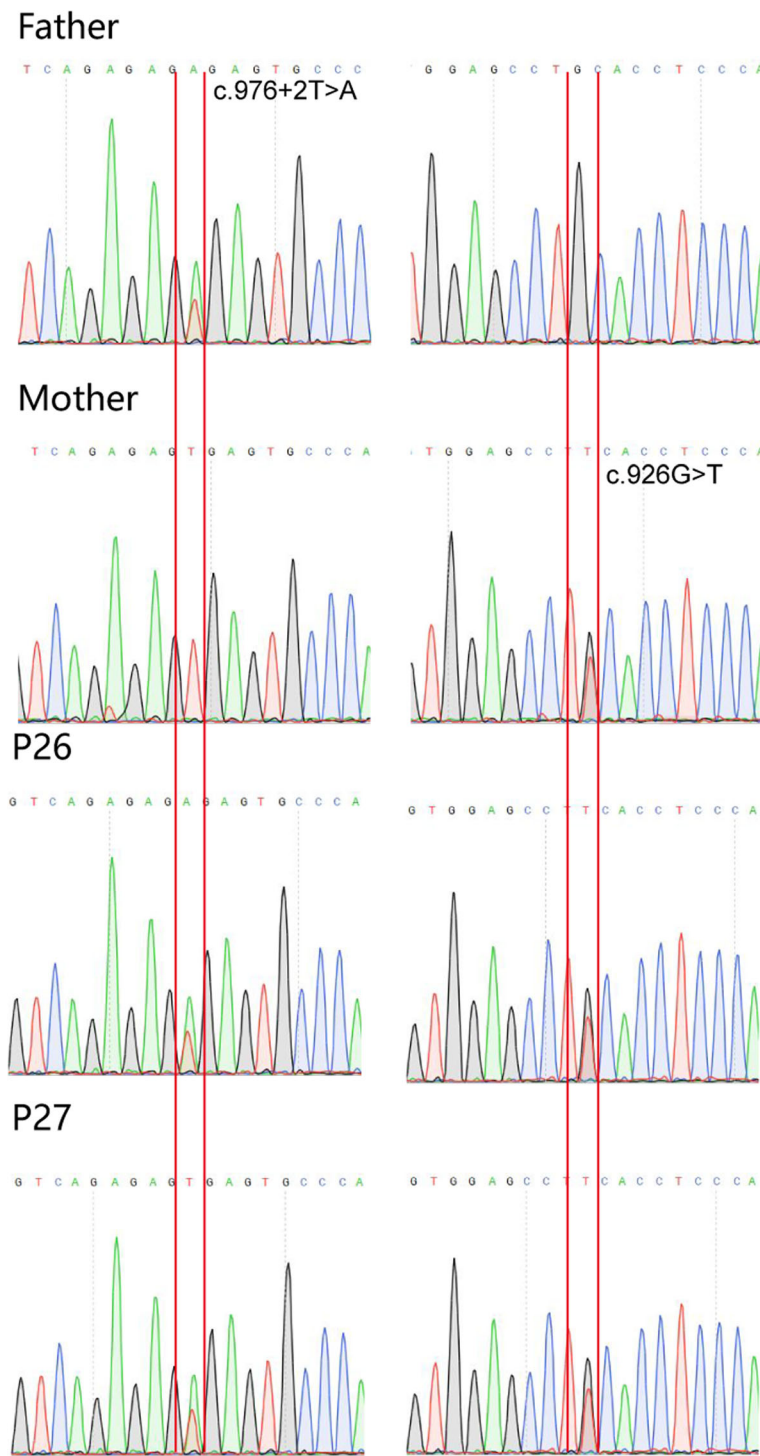 Father
T C A G A G A G A G A G T G C C C
G G A G C C T G C A C C T C C C A
c.976+2T>A
Mother
T C A G A G A G T G A G T G C C C A
T G G A G C C T T C A C C T C C C A
c.926G>T
P26
G T C A G A G A G A G A G T G C C C A
G T G G A G C C T T C A C C T C C C A
P27
G T C A G A G A G T G A G T G C C C A
G T G G A G C C T T C A C C T C C C A